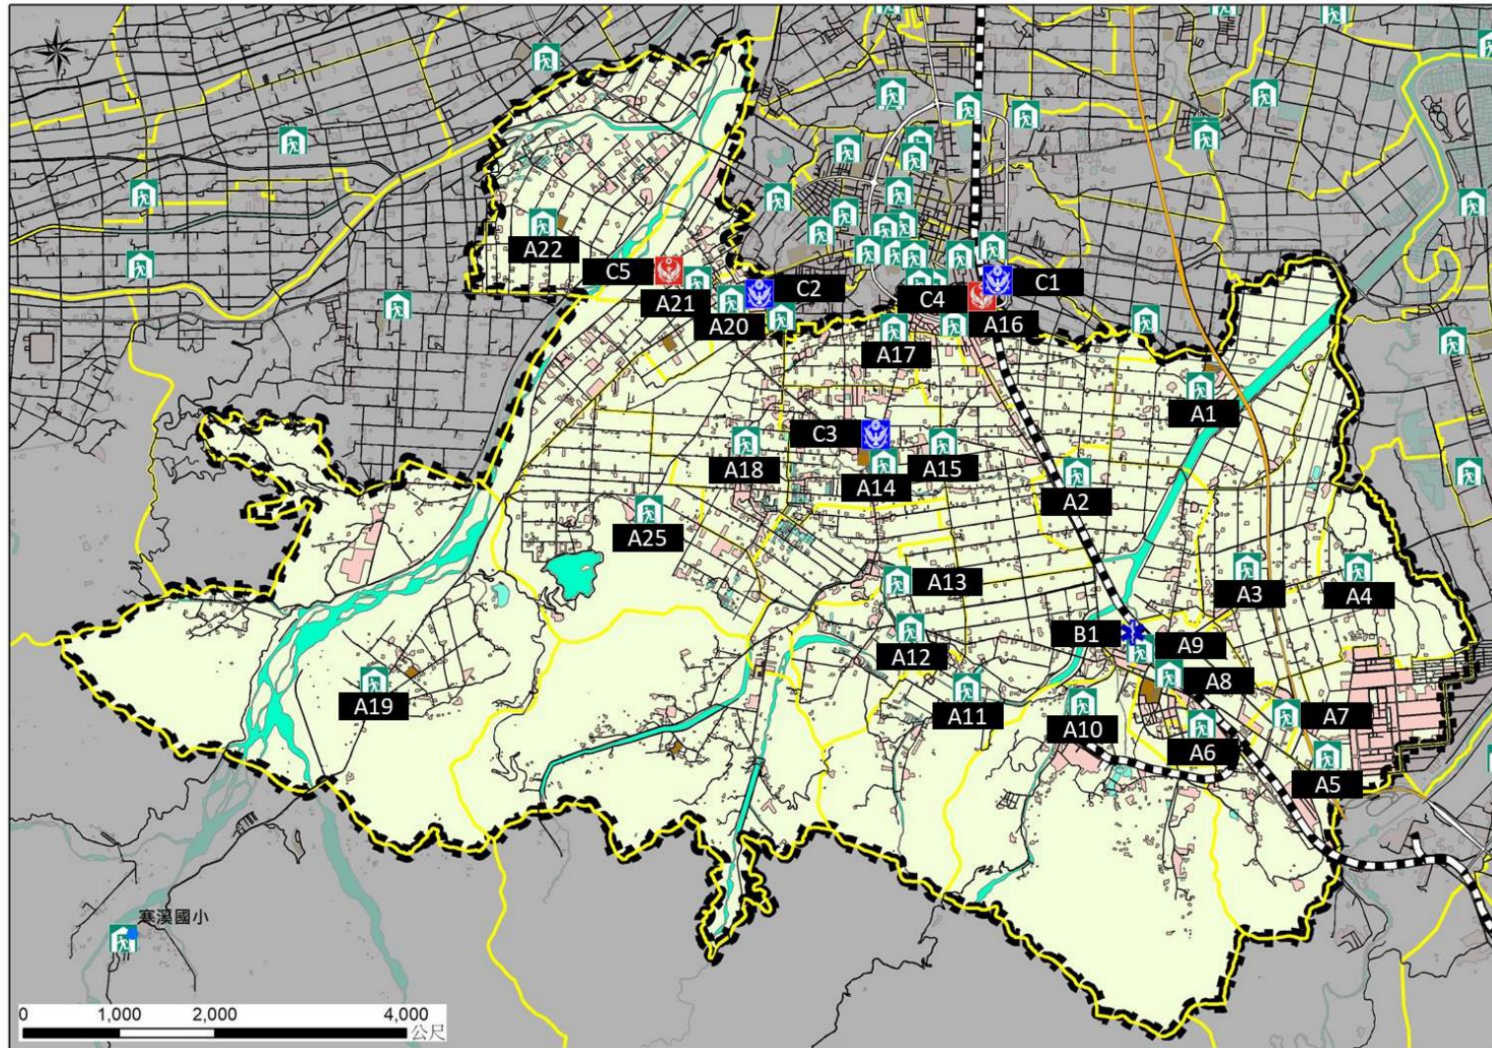 A22
C5
A21
A20
C2
C4
C1
A16
A17
A1
C3
A18
A14
A15
A2
A25
A13
A3
A4
B1
A9
A12
A8
A19
A11
A10
A7
A6
A5
寒溪國小
0 1,000 2,000 4,000
公尺